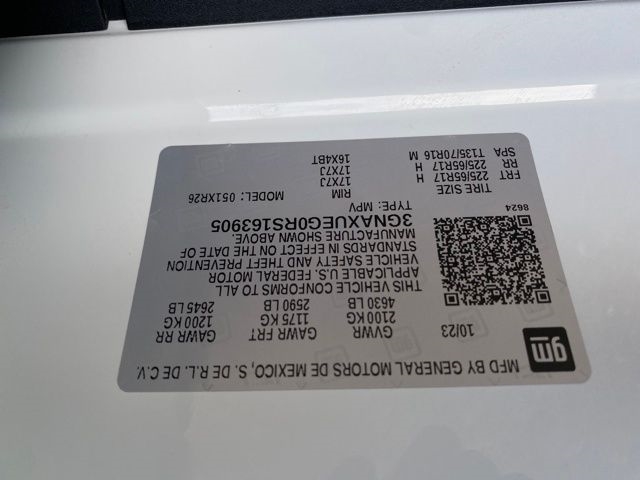 MFD BY GENERAL MOTORS DE MEXICO, S. DE R.L. DE C.V.
gm
10/23
GVWR GAWR FRT GAWR RR
2100 KG 1175 KG 1200 KG
4630 LB 2590 LB 2645 LB
THIS VEHICLE CONFORMS TO ALL
APPLICABLE U.S. FEDERAL MOTOR
VEHICLE SAFETY AND THEFT PREVENTION
STANDARDS IN EFFECT ON THE DATE OF
MANUFACTURE SHOWN ABOVE.
3GNAXUEG0RS163905
TYPE: MPV
MODEL: 051XR26
8624
TIRE SIZE RIM
FRT 225/65R17 H 17X7J
RR 225/65R17 H 17X7J
SPA T135/70R16 M 16X4BT